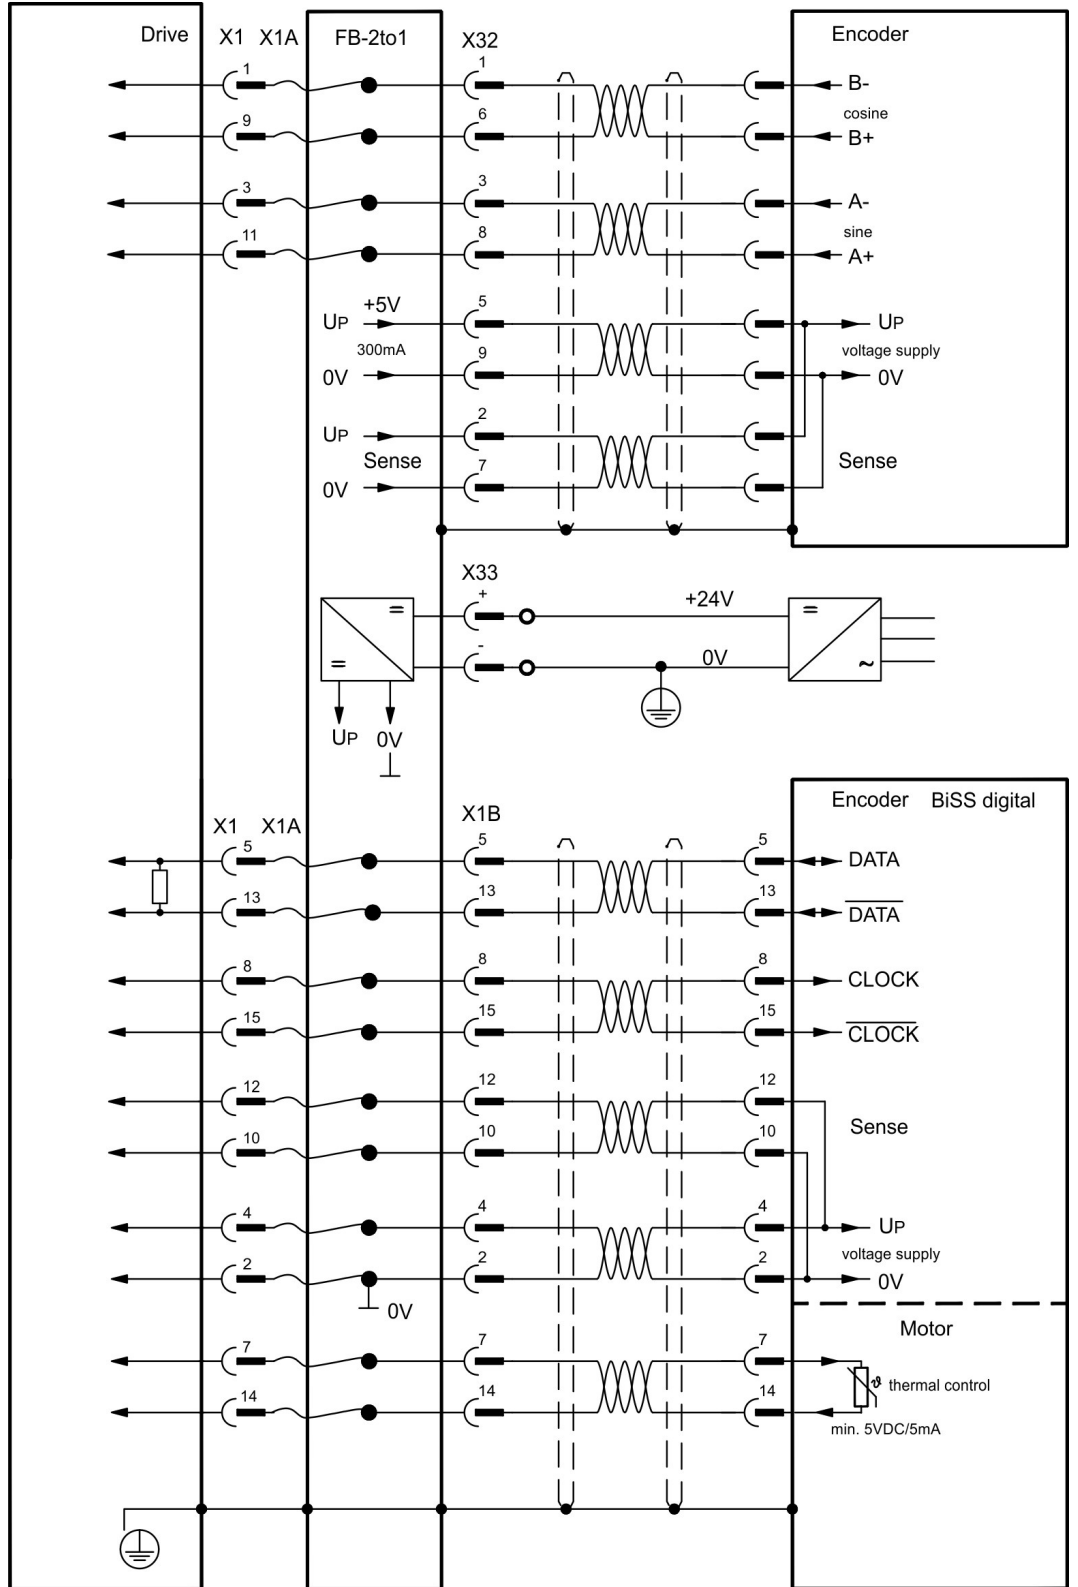 Drive X1 X1A FB-2to1 X32 Encoder
1 1 B-
cosine
9 6 B+
3 3 A-
sine
11 8 A+
UP +5V 5 UP
300mA voltage supply
0V 9 0V
UP 2
Sense Sense
0V 7
X33
+ +24V
=
=
- 0V
=
~
UP 0V
Encoder BiSS digital
X1 X1A X1B
5 5 5 DATA
13 13 13 DATA
8 8 8 CLOCK
15 15 15 CLOCK
12 12 12
Sense
10 10 10
4 4 4 UP
voltage supply
2 2 2 0V
0V
Motor
7 7 7
ϑ thermal control
14 14 14
min. 5VDC/5mA